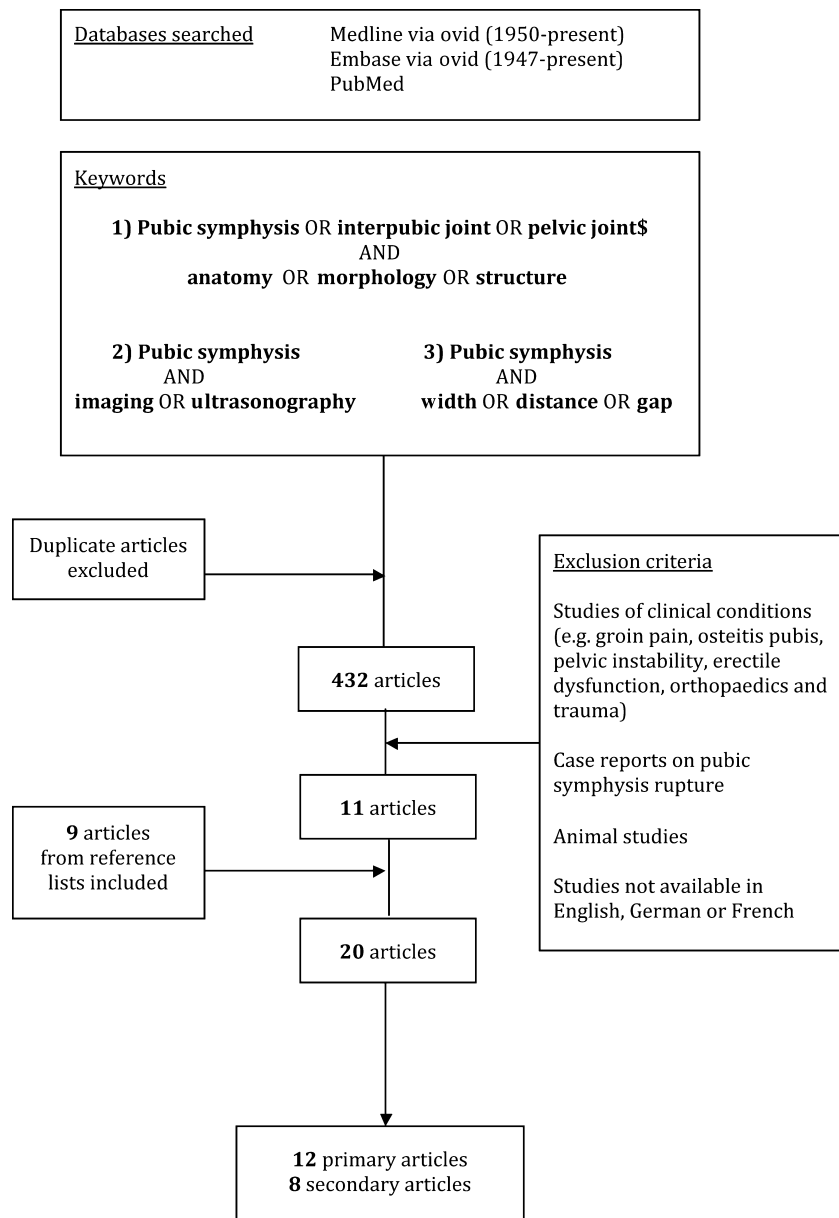 Databases searched
Medline via ovid (1950-present)
Embase via ovid (1947-present)
PubMed
Keywords
1) Pubic symphysis OR interpubic joint OR pelvic joint$
AND
anatomy OR morphology OR structure
2) Pubic symphysis
AND
imaging OR ultrasonography
3) Pubic symphysis
AND
width OR distance OR gap
Duplicate articles
excluded
Exclusion criteria
Studies of clinical conditions
(e.g. groin pain, osteitis pubis,
pelvic instability, erectile
dysfunction, orthopaedics and
trauma)
Case reports on pubic
symphysis rupture
Animal studies
Studies not available in
English, German or French
432 articles
11 articles
9 articles
from reference
lists included
20 articles
12 primary articles
8 secondary articles